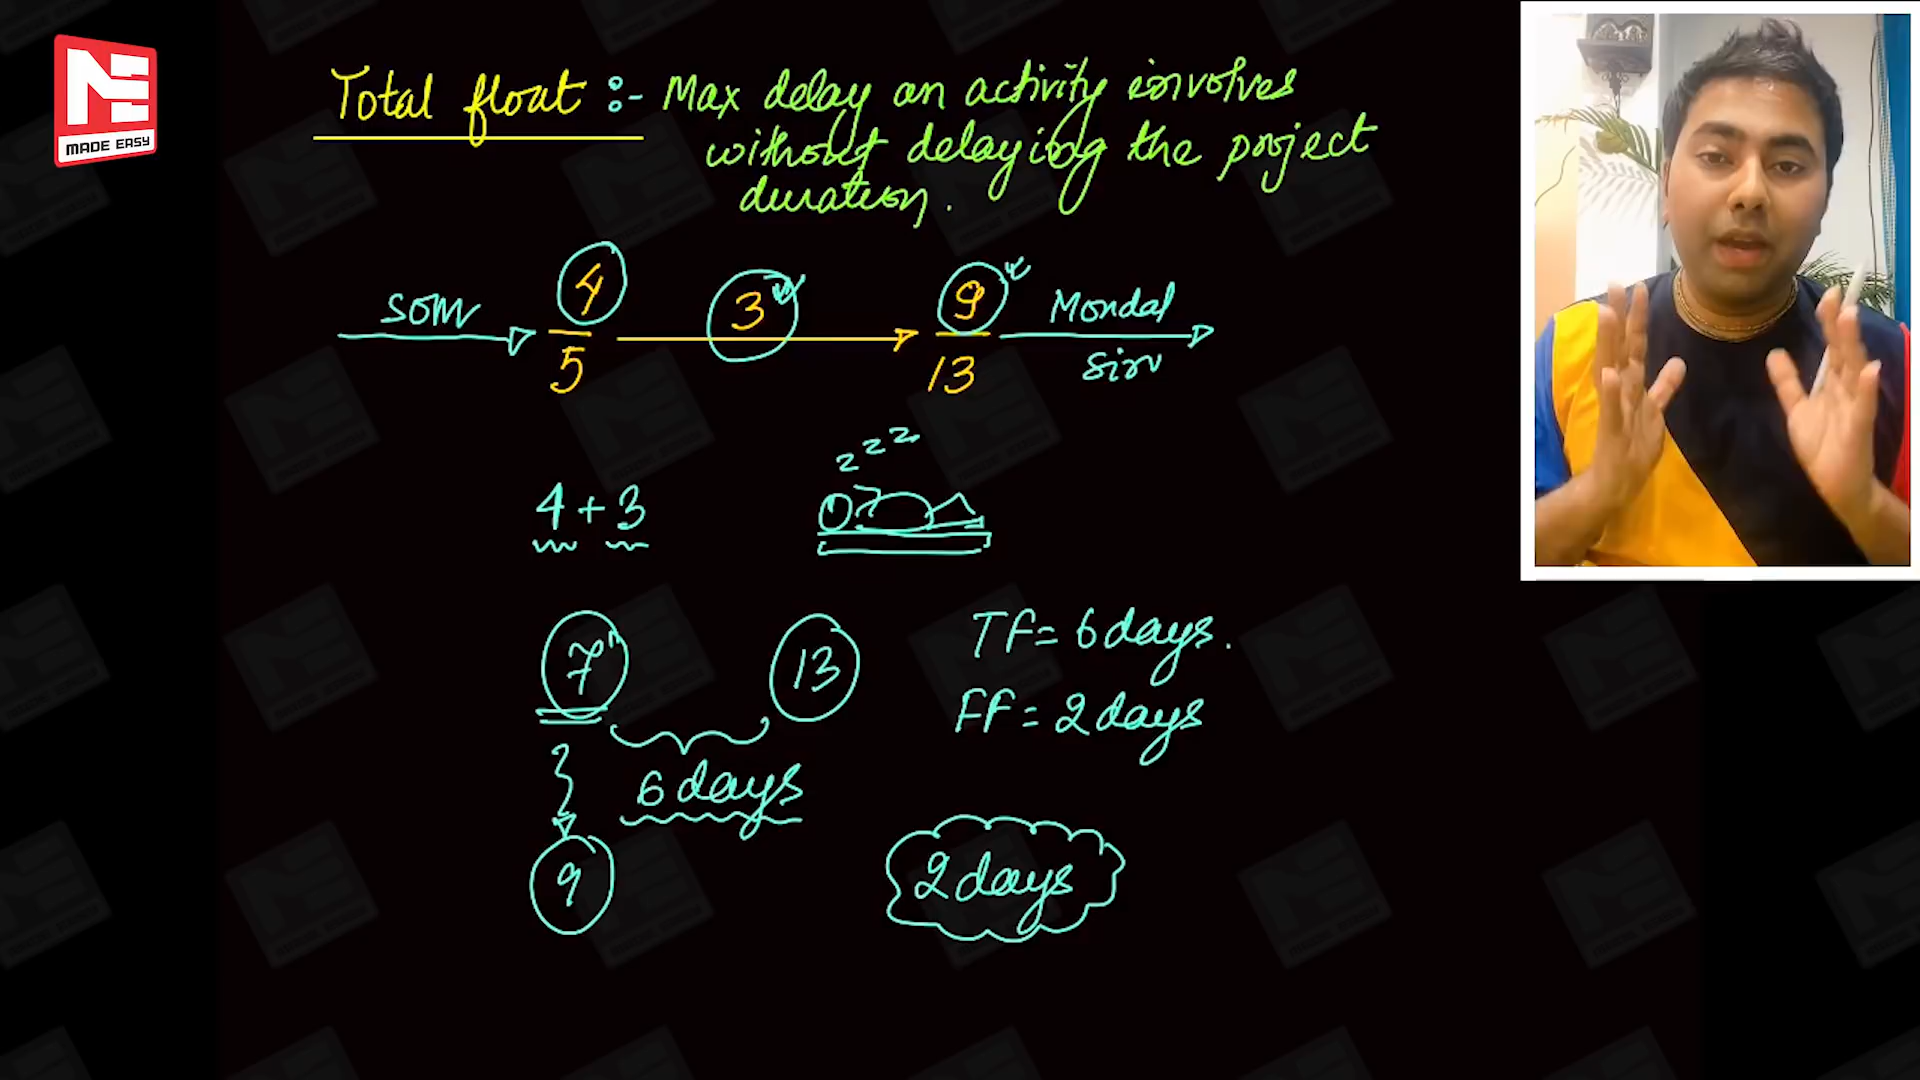 MADE EASY
Total float :- Max delay an activity involves
without delaying the project
duration.
som 4 3 9 Mondal
5 13 Sir
z z z
4 + 3
7 13 TF = 6 days.
FF = 2 days
6 days
9 2 days